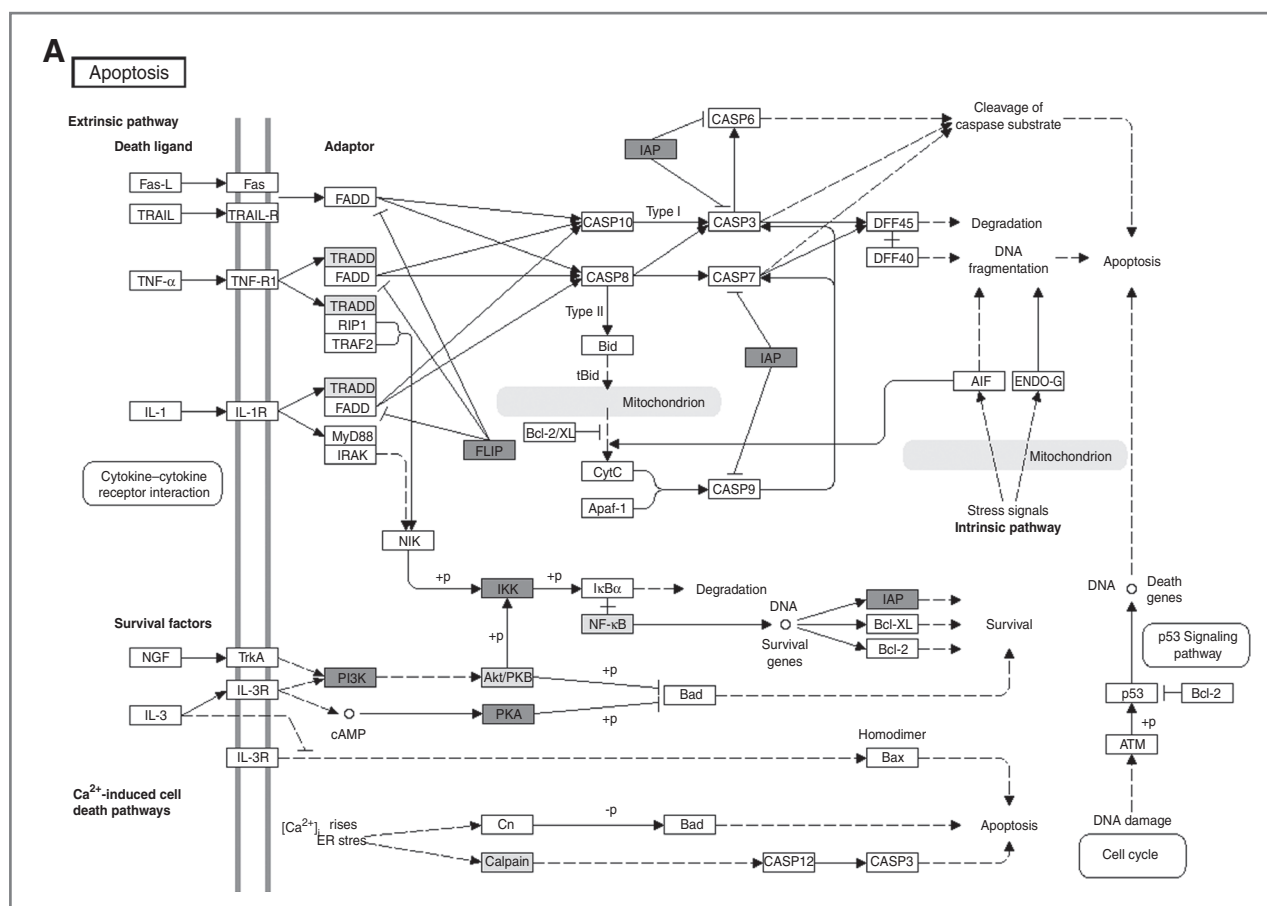 A
Apoptosis
Extrinsic pathway
Death ligand
Adaptor
Fas-L
Fas
TRAIL
TRAIL-R
FADD
TNF-α
TNF-R1
TRADD
FADD
TRADD
RIP1
TRAF2
IL-1
IL-1R
TRADD
FADD
MyD88
IRAK
Cytokine–cytokine
receptor interaction
FLIP
NIK
CASP10
Type I
CASP3
CASP6
IAP
CASP8
CASP7
Type II
Bid
tBid
Mitochondrion
Bcl-2/XL
CytC
Apaf-1
CASP9
IAP
Cleavage of
caspase substrate
DFF45
Degradation
DFF40
DNA
fragmentation
Apoptosis
AIF
ENDO-G
Mitochondrion
Stress signals
Intrinsic pathway
+p
IKK
+p
IκBα
Degradation
NF-κB
DNA
Survival
genes
IAP
Bcl-XL
Bcl-2
Survival
+p
Survival factors
NGF
TrkA
PI3K
Akt/PKB
+p
Bad
IL-3R
IL-3
cAMP
PKA
+p
IL-3R
Homodimer
Bax
Ca2+-induced cell
death pathways
[Ca2+]i rises
ER stres
Cn
-p
Bad
Apoptosis
Calpain
CASP12
CASP3
DNA
Death
genes
p53 Signaling
pathway
p53
Bcl-2
+p
ATM
DNA damage
Cell cycle